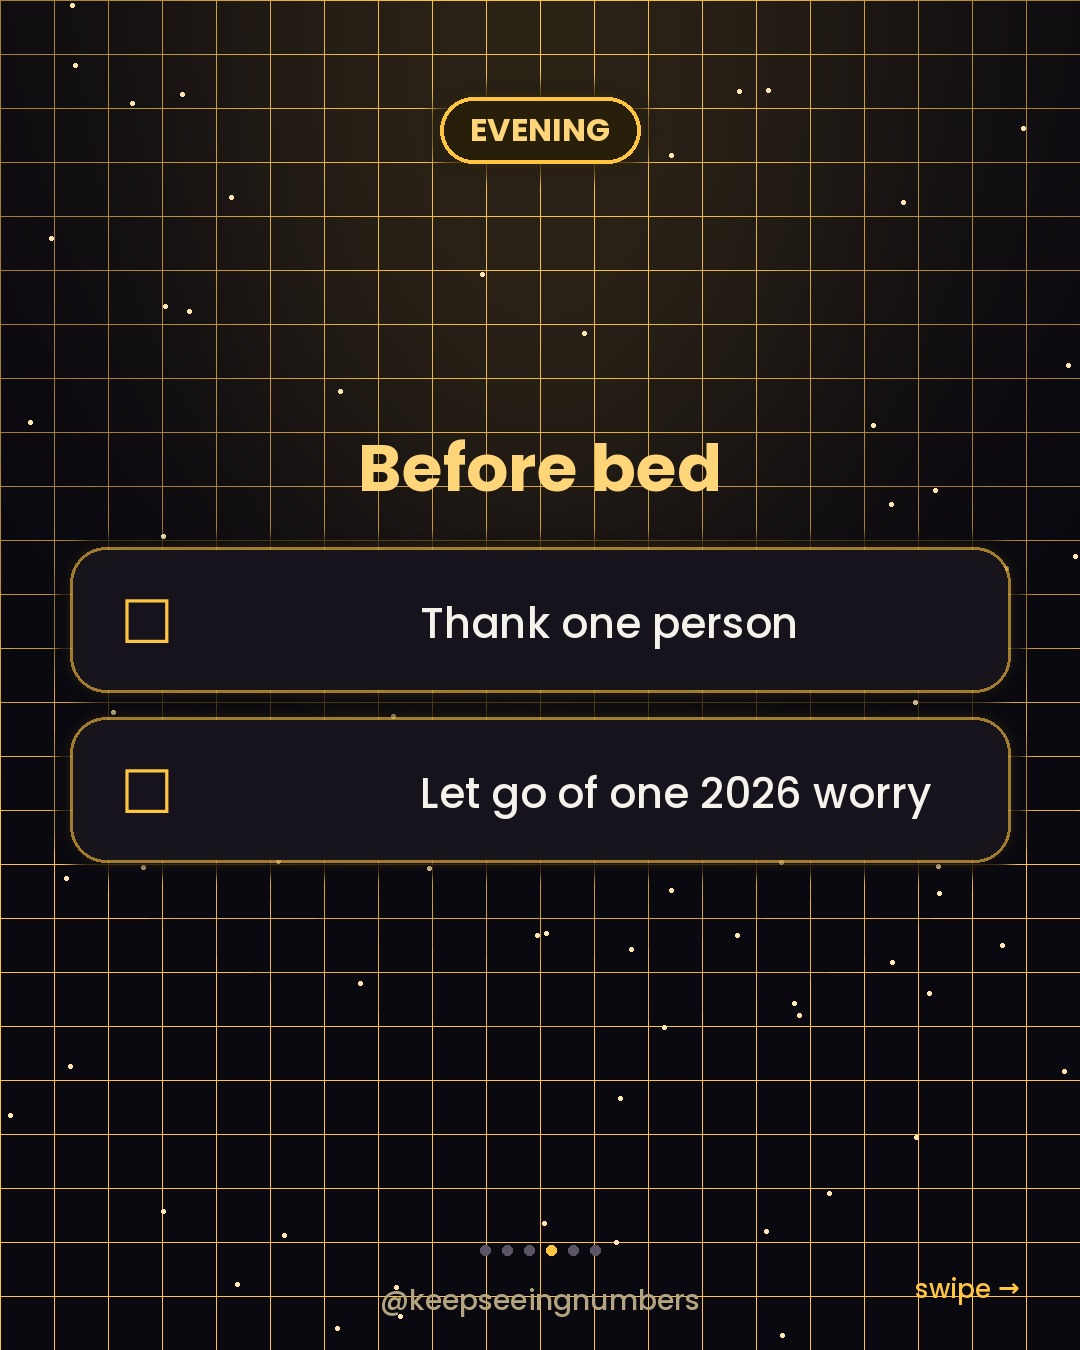 EVENING
Before bed
Thank one person
Let go of one 2026 worry
@keepseeingnumbers
swipe →